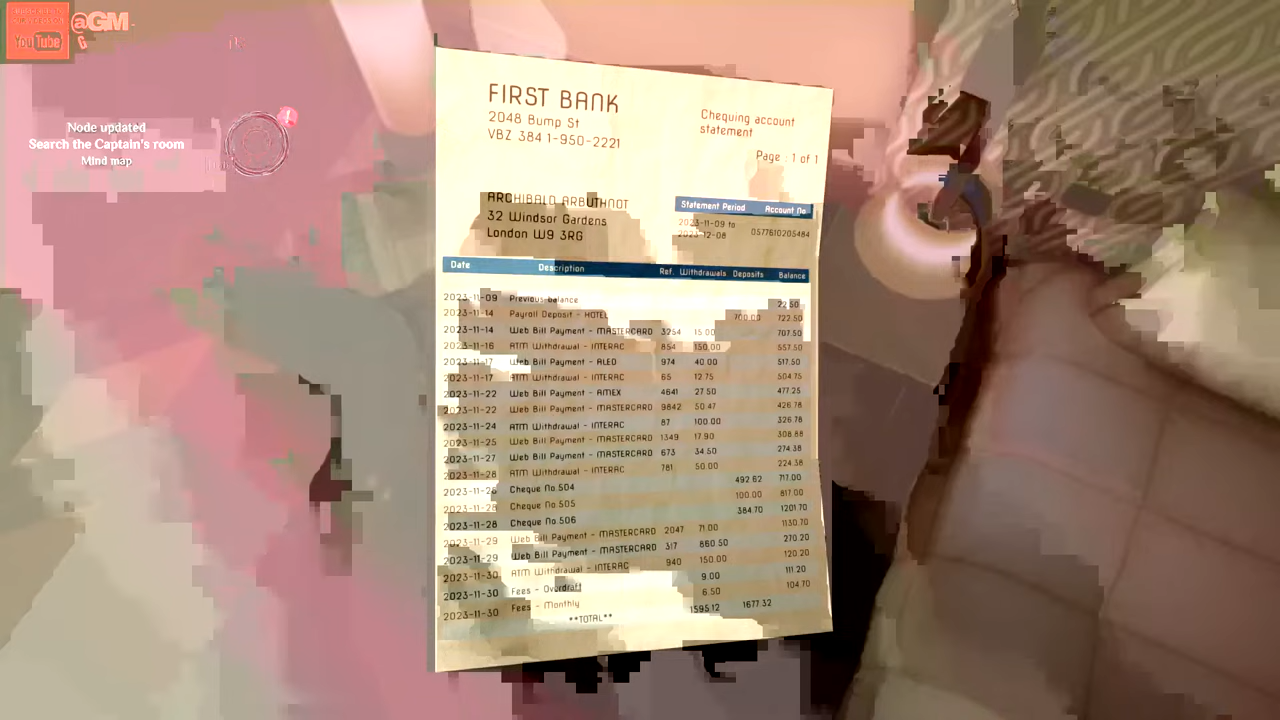 YouTube
@GM
Node updated
Search the Captain's room
Mind map
FIRST BANK
2048 Bump St
VBZ 384 1-950-2221
Chequing account
statement
Page : 1 of 1
ARCHIBALD ARBUTHNOT
32 Windsor Gardens
London W9 3RG
Statement Period Account No
2023-11-09 to
2023-12-08 0577610205484
Date Description Ref. Withdrawals Deposits Balance
2023-11-09 Previous balance 22.50
2023-11-14 Payroll Deposit - HOTEL 700.00 722.50
2023-11-14 Web Bill Payment - MASTERCARD 3254 15.00 707.50
2023-11-16 ATM Withdrawal - INTERAC 854 150.00 557.50
2023-11-17 Web Bill Payment - ALEO 974 40.00 517.50
2023-11-17 ATM Withdrawal - INTERAC 65 12.75 504.75
2023-11-22 Web Bill Payment - AMEX 4641 27.50 477.25
2023-11-22 Web Bill Payment - MASTERCARD 9842 50.47 426.78
2023-11-24 ATM Withdrawal - INTERAC 87 100.00 326.78
2023-11-25 Web Bill Payment - MASTERCARD 1349 17.90 308.88
2023-11-27 Web Bill Payment - MASTERCARD 673 34.50 274.38
2023-11-28 ATM Withdrawal - INTERAC 781 50.00 224.38
2023-11-28 Cheque No.504 492.62 717.00
2023-11-28 Cheque No.505 100.00 817.00
2023-11-28 Cheque No.506 384.70 1201.70
2023-11-29 Web Bill Payment - MASTERCARD 2047 71.00 1130.70
2023-11-29 Web Bill Payment - MASTERCARD 317 860.50 270.20
2023-11-30 ATM Withdrawal - INTERAC 940 150.00 120.20
2023-11-30 Fees - Overdraft 9.00 111.20
2023-11-30 Fees - Monthly 6.50 104.70
**TOTAL** 1595.12 1677.32